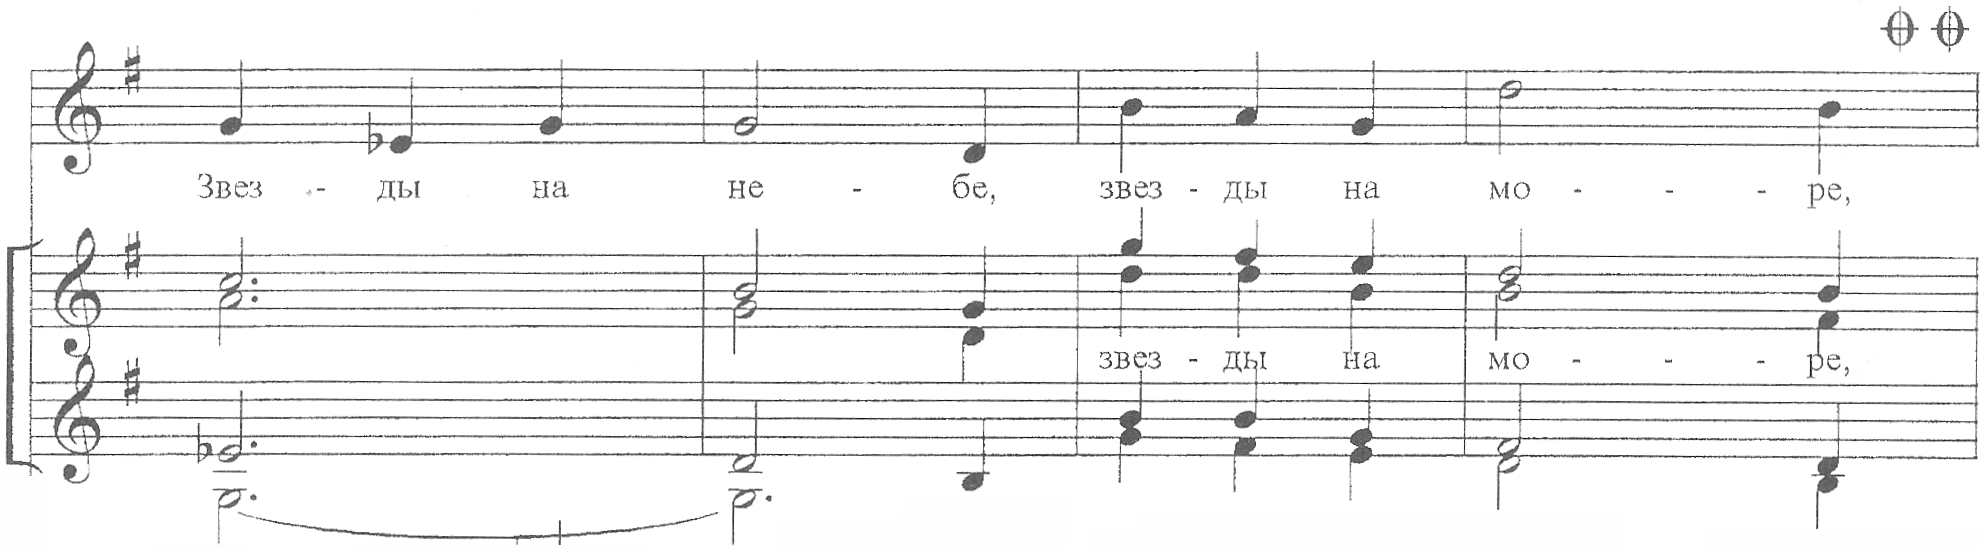 Звез - ды на не - бе, звез - ды на мо - - - ре,
звез - ды на мо - - - ре,